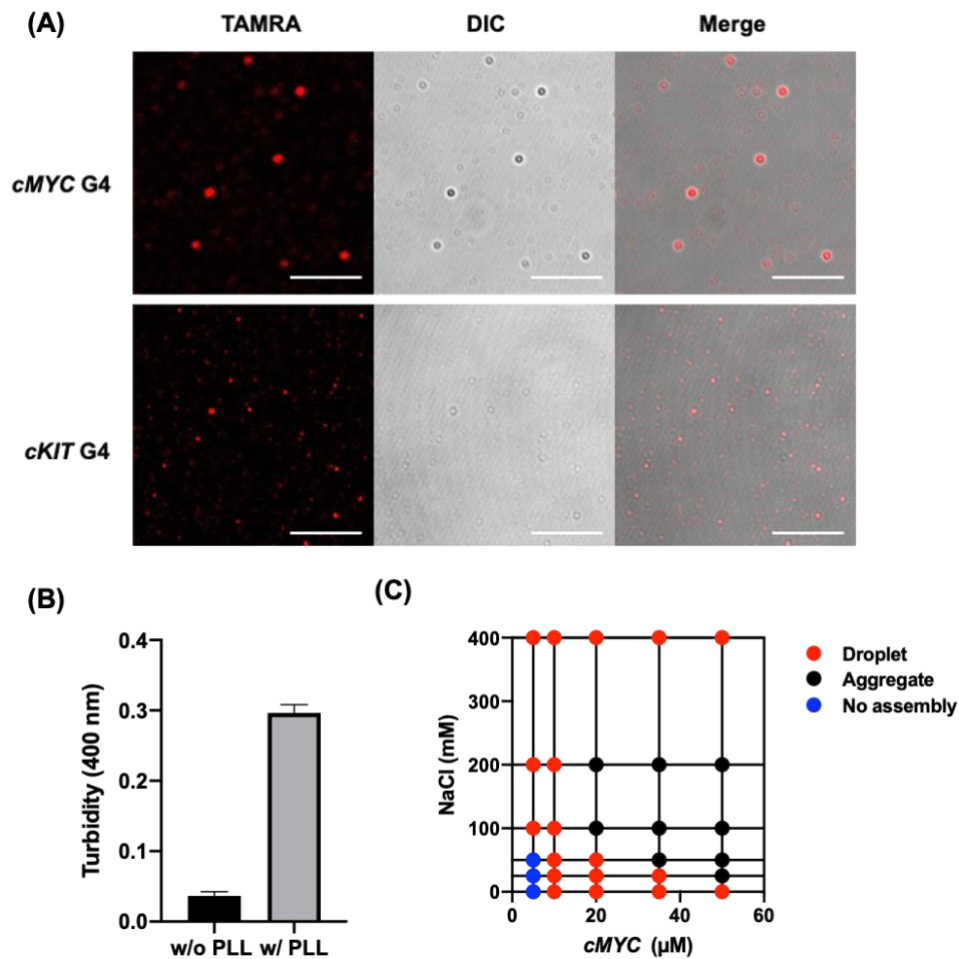 (A)
TAMRA
DIC
Merge
cMYC G4
cKIT G4
(B)
Turbidity (400 nm)
0.4
0.3
0.2
0.1
0.0
w/o PLL w/ PLL
(C)
NaCl (mM)
400
300
200
100
0
0 20 40 60
cMYC (μM)
Droplet
Aggregate
No assembly